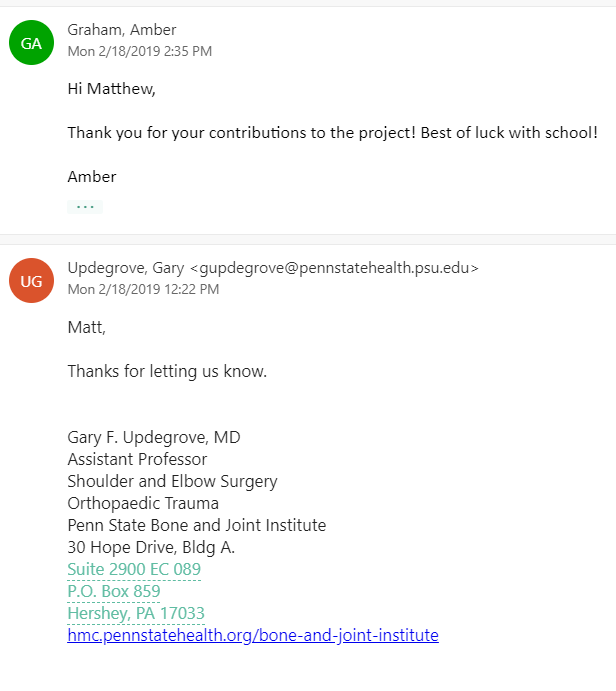 GA
Graham, Amber
Mon 2/18/2019 2:35 PM
Hi Matthew,
Thank you for your contributions to the project! Best of luck with school!
Amber
...
UG
Updegrove, Gary <gupdegrove@pennstatehealth.psu.edu>
Mon 2/18/2019 12:22 PM
Matt,
Thanks for letting us know.
Gary F. Updegrove, MD
Assistant Professor
Shoulder and Elbow Surgery
Orthopaedic Trauma
Penn State Bone and Joint Institute
30 Hope Drive, Bldg A.
Suite 2900 EC 089
P.O. Box 859
Hershey, PA 17033
hmc.pennstatehealth.org/bone-and-joint-institute